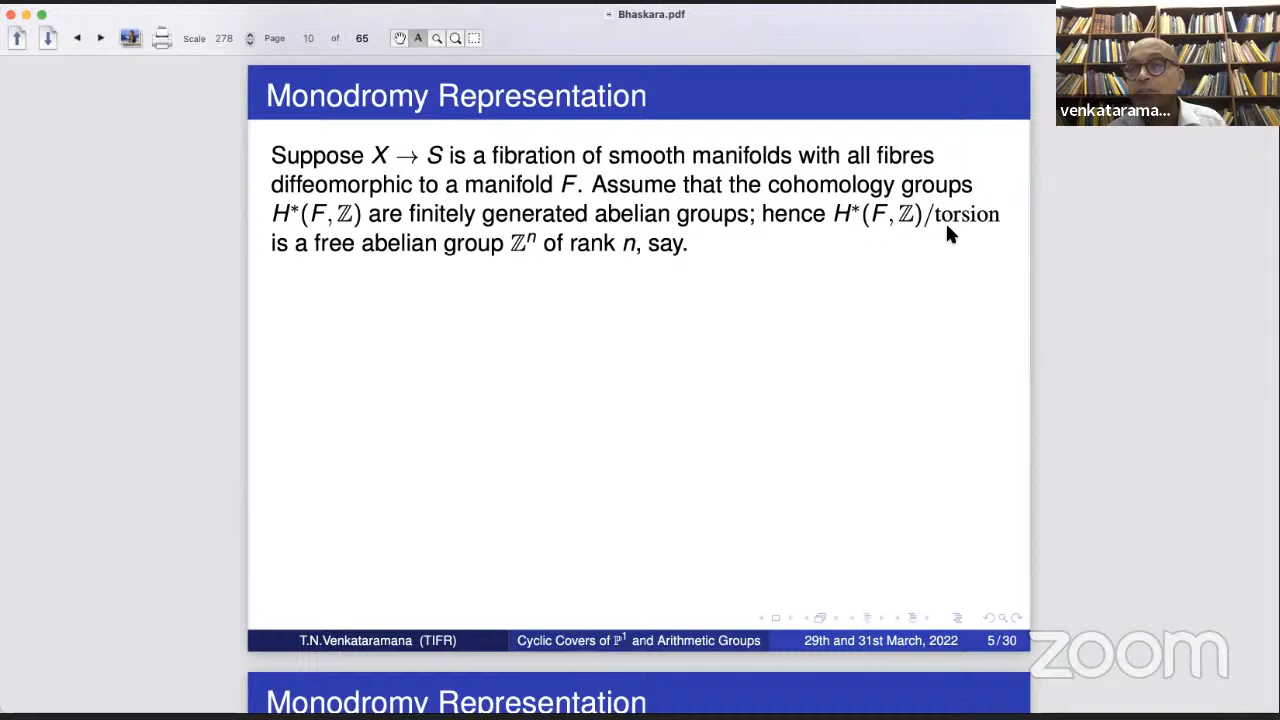 Bhaskara.pdf
Scale 278 Page 10 of 65
A
venkatarama...
Monodromy Representation
Suppose X → S is a fibration of smooth manifolds with all fibres
diffeomorphic to a manifold F. Assume that the cohomology groups
H*(F, ℤ) are finitely generated abelian groups; hence H*(F, ℤ)/torsion
is a free abelian group ℤⁿ of rank n, say.
T.N.Venkataramana (TIFR) Cyclic Covers of ℙ¹ and Arithmetic Groups 29th and 31st March, 2022 5 / 30
zoom
Monodromy Representation